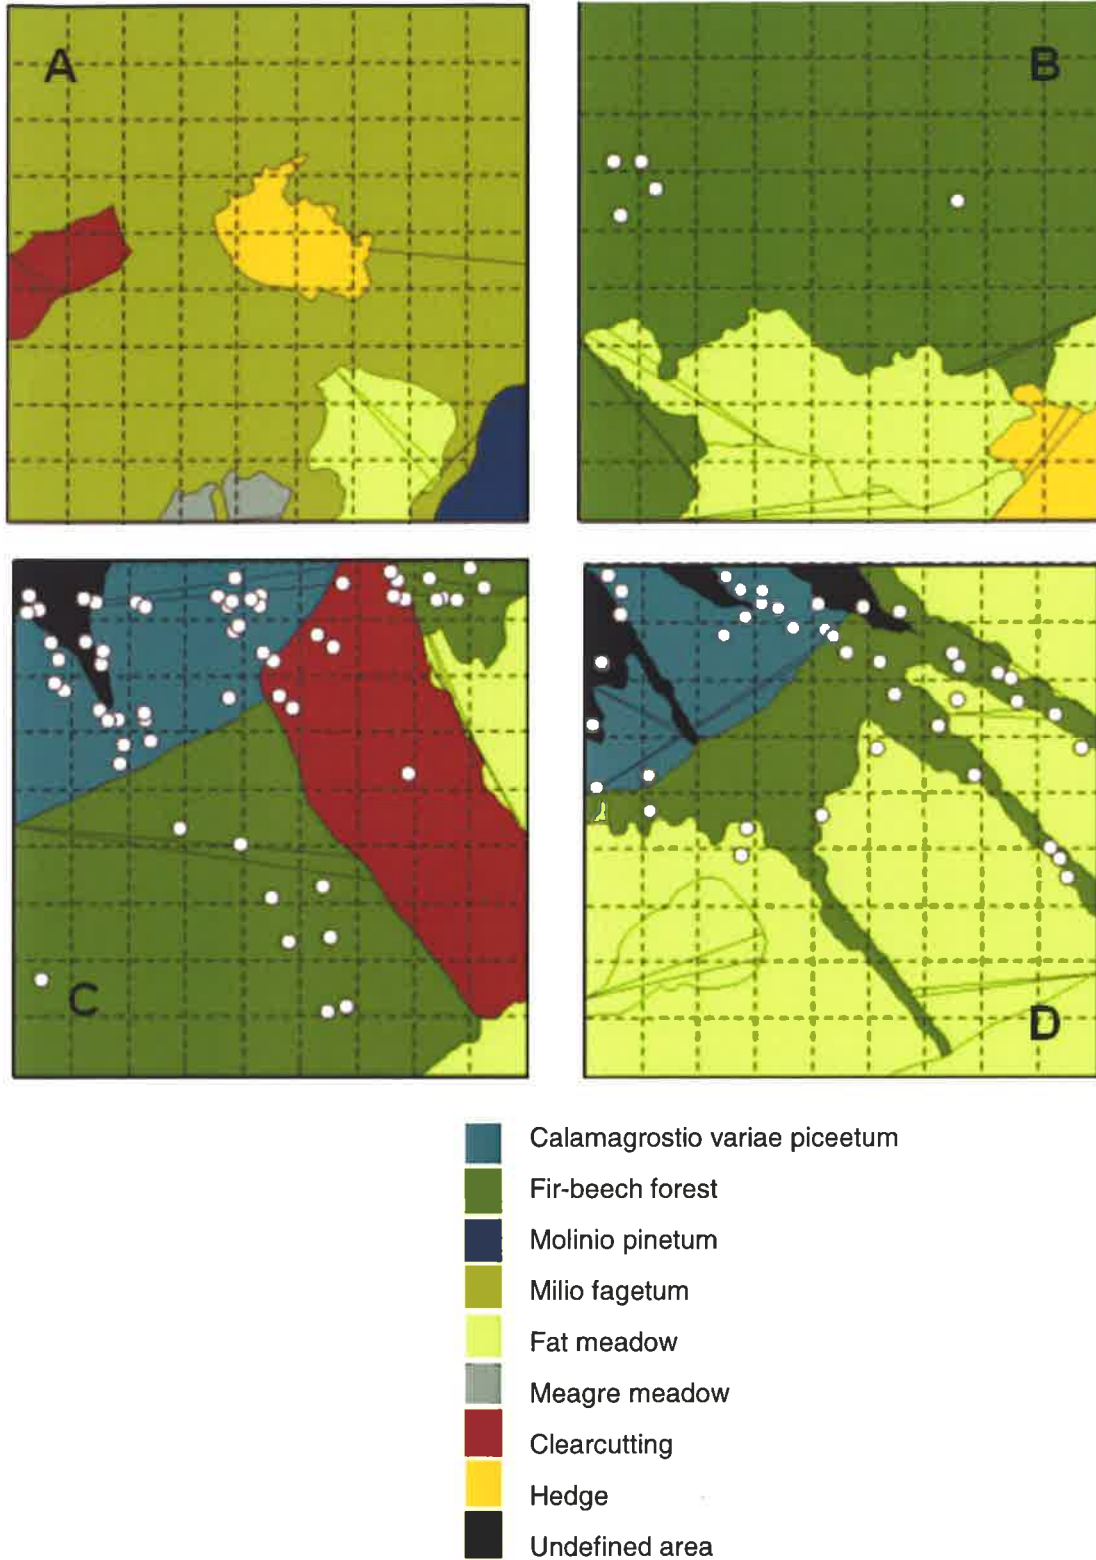 A
B
C
D
Calamagrostio variae piceetum
Fir-beech forest
Molinio pinetum
Milio fagetum
Fat meadow
Meagre meadow
Clearcutting
Hedge
Undefined area